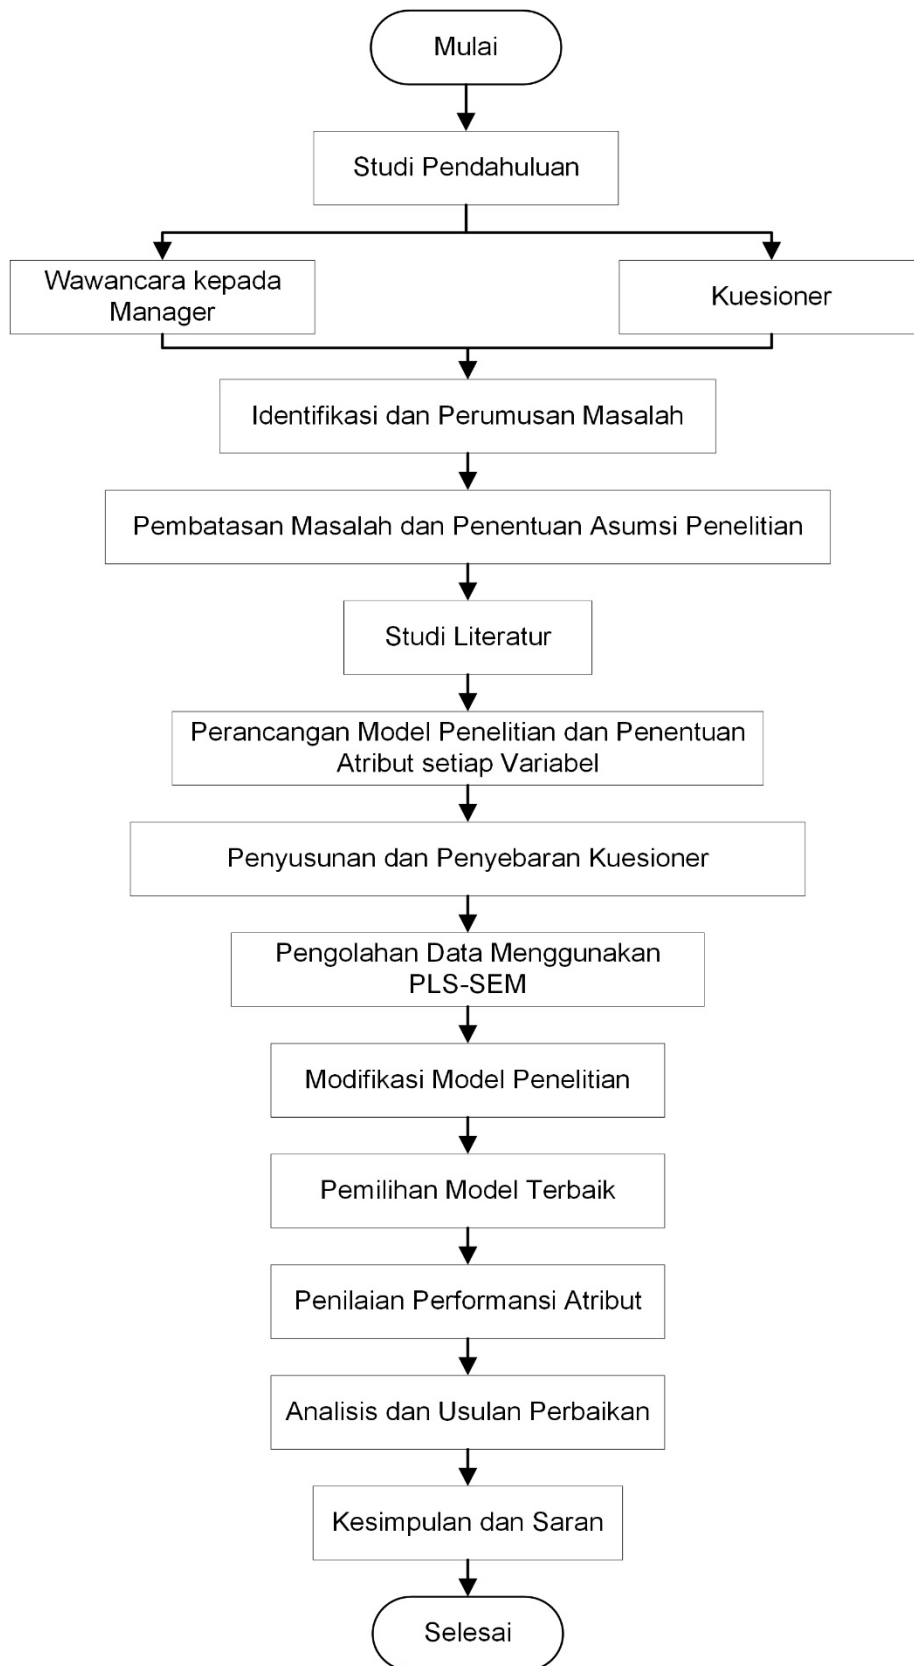 Mulai
Studi Pendahuluan
Wawancara kepada
Manager
Kuesioner
Identifikasi dan Perumusan Masalah
Pembatasan Masalah dan Penentuan Asumsi Penelitian
Studi Literatur
Perancangan Model Penelitian dan Penentuan
Atribut setiap Variabel
Penyusunan dan Penyebaran Kuesioner
Pengolahan Data Menggunakan
PLS-SEM
Modifikasi Model Penelitian
Pemilihan Model Terbaik
Penilaian Performansi Atribut
Analisis dan Usulan Perbaikan
Kesimpulan dan Saran
Selesai